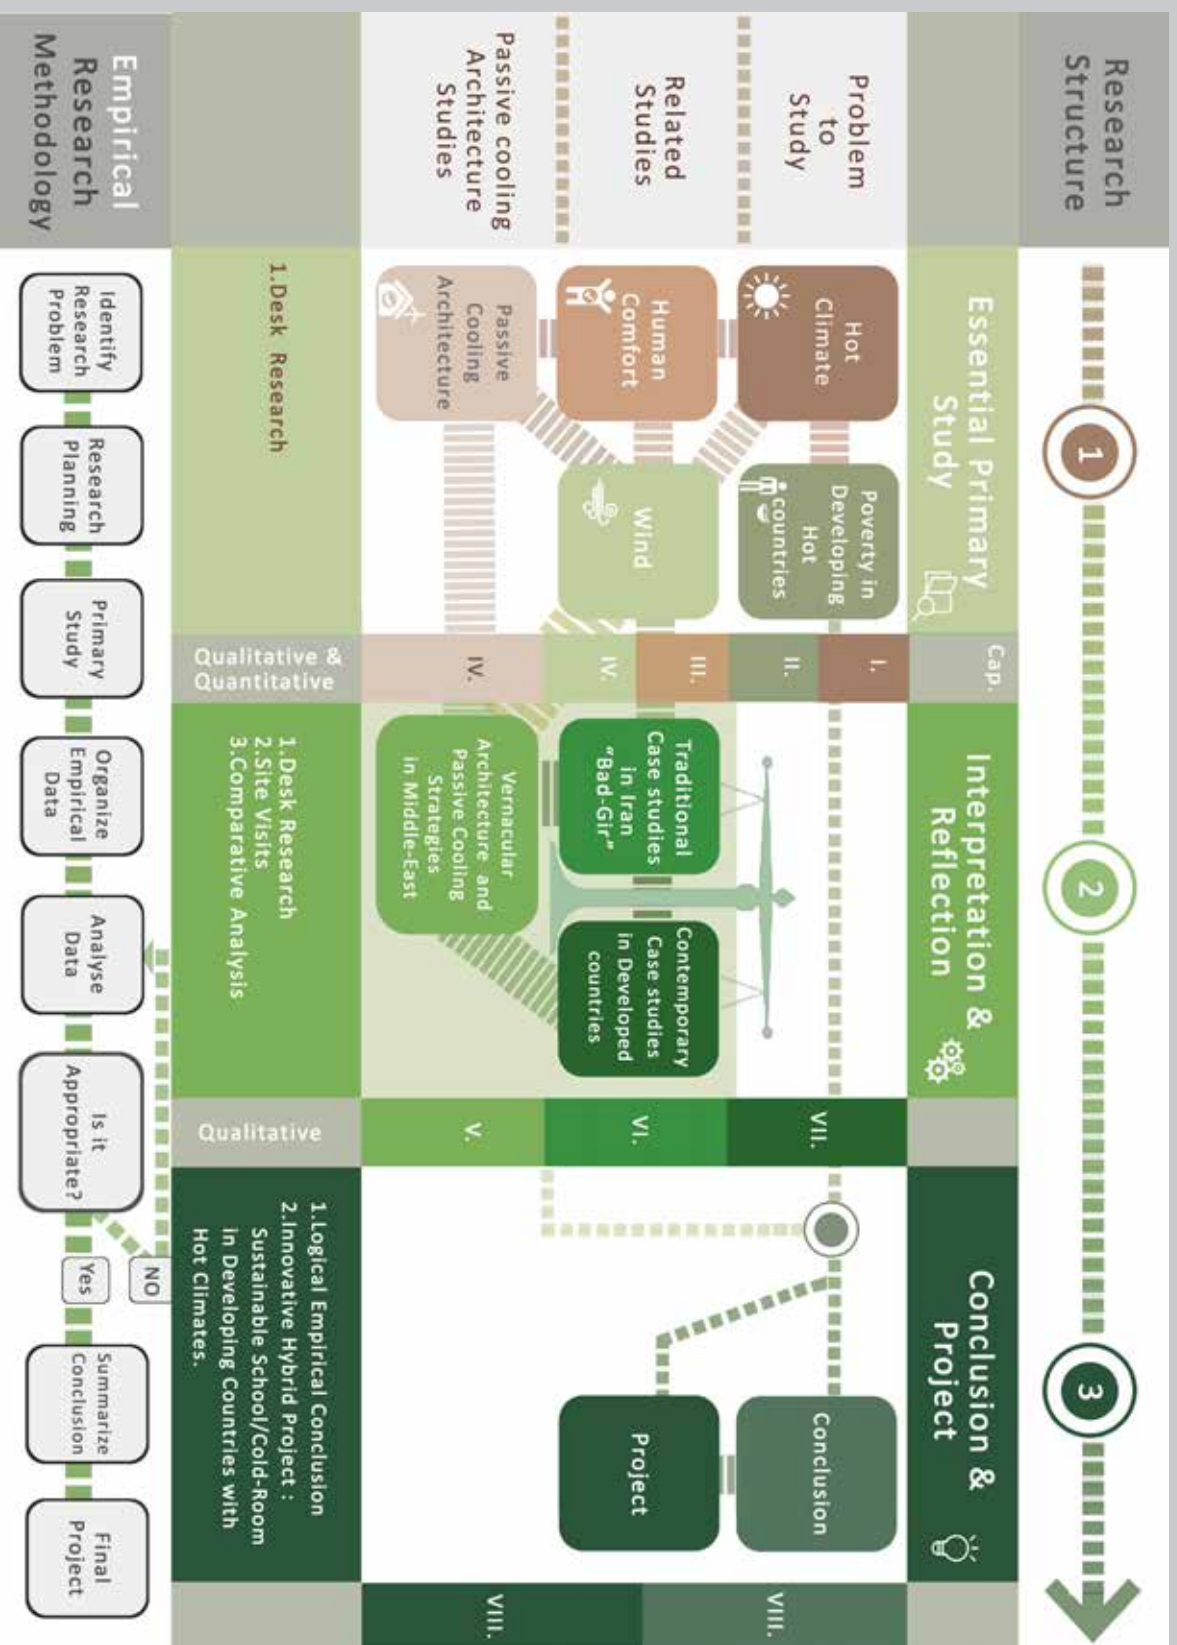 Research
Structure
1
2
3
Essential Primary
Study
Cap.
Interpretation &
Reflection
Conclusion &
Project
Problem
to
Study
Hot
Climate
Poverty in
Developing
Hot
countries
I.
II.
VII.
Conclusion
VIII.
Related
Studies
Human
Comfort
Wind
III.
IV.
Traditional
Case studies
in Iran
“Bad-Gir”
Contemporary
Case studies
in Developed
countries
VI.
Project
VIII.
Passive cooling
Architecture
Studies
Passive
Cooling
Architecture
IV.
Vernacular
Architecture and
Passive Cooling
Strategies
in Middle-East
V.
1.Desk Research
Qualitative &
Quantitative
1.Desk Research
2.Site Visits
3.Comparative Analysis
Qualitative
1.Logical Empirical Conclusion
2.Innovative Hybrid Project :
Sustainable School/Cold-Room
in Developing Countries with
Hot Climates.
Empirical
Research
Methodology
Identify
Research
Problem
Research
Planning
Primary
Study
Organize
Empirical
Data
Analyse
Data
Is it
Appropriate?
NO
Yes
Summarize
Conclusion
Final
Project